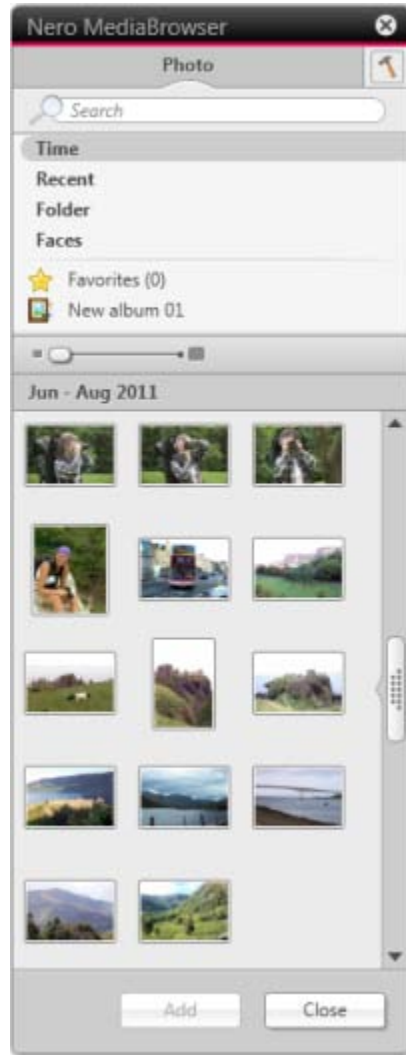 Nero MediaBrowser
Photo
Search
Time
Recent
Folder
Faces
Favorites (0)
New album 01
Jun - Aug 2011
Add
Close